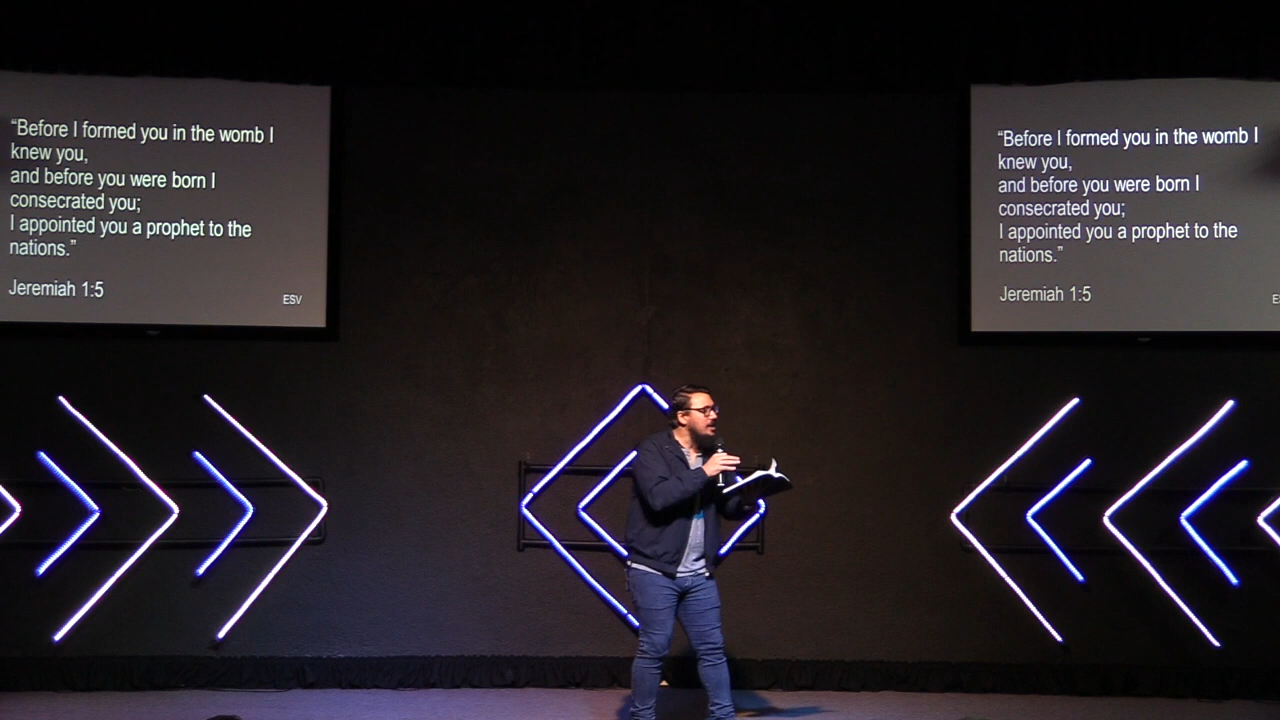 “Before I formed you in the womb I
knew you,
and before you were born I
consecrated you;
I appointed you a prophet to the
nations.”
Jeremiah 1:5
ESV
“Before I formed you in the womb I
knew you,
and before you were born I
consecrated you;
I appointed you a prophet to the
nations.”
Jeremiah 1:5